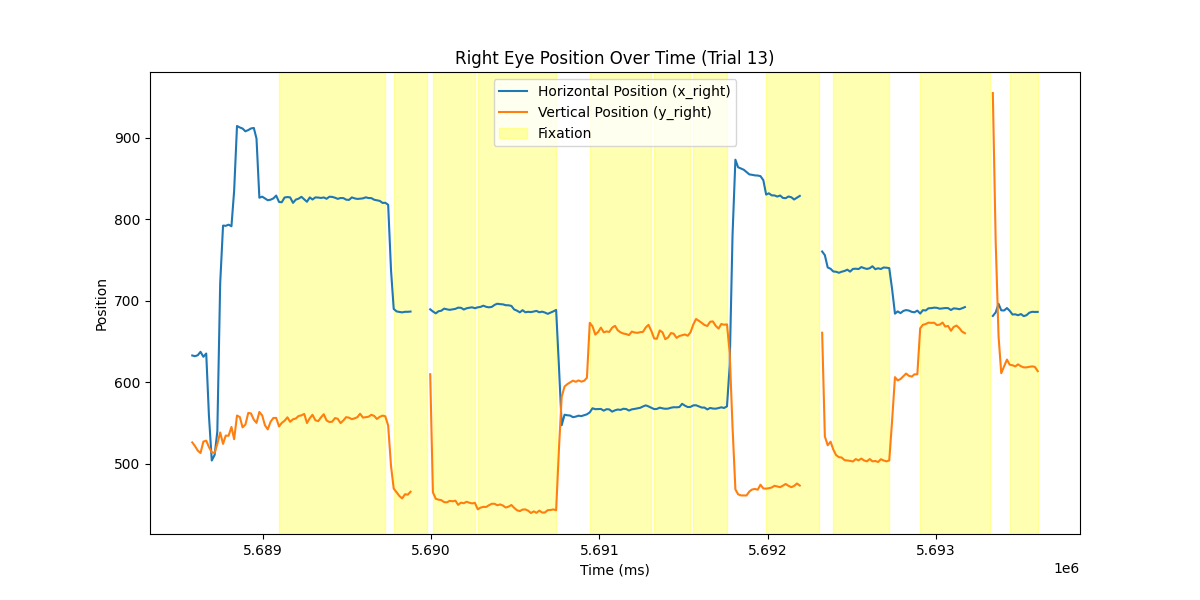 Right Eye Position Over Time (Trial 13)
Horizontal Position (x_right)
Vertical Position (y_right)
Fixation
900
800
700
600
500
Position
5.689 5.690 5.691 5.692 5.693
Time (ms)
1e6